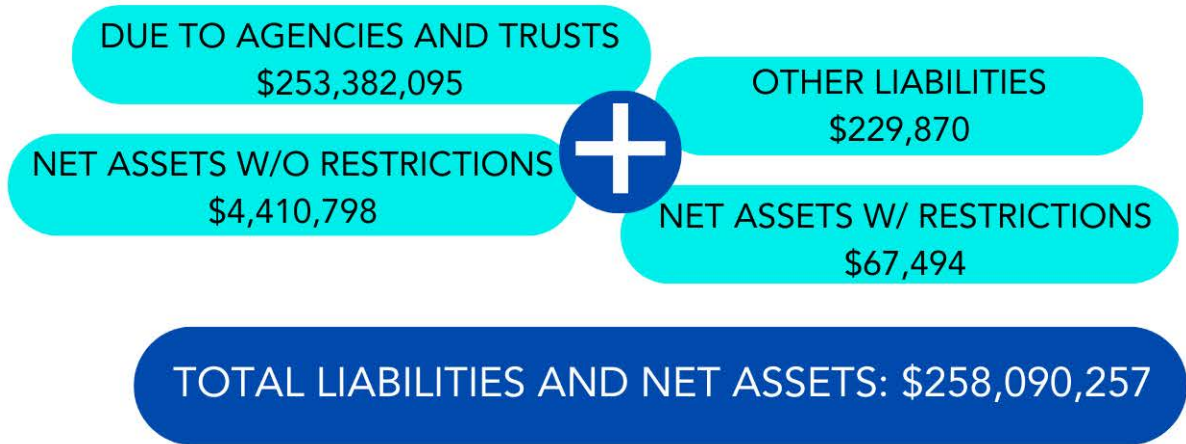 DUE TO AGENCIES AND TRUSTS
$253,382,095
OTHER LIABILITIES
$229,870
NET ASSETS W/O RESTRICTIONS
$4,410,798
NET ASSETS W/ RESTRICTIONS
$67,494
TOTAL LIABILITIES AND NET ASSETS: $258,090,257